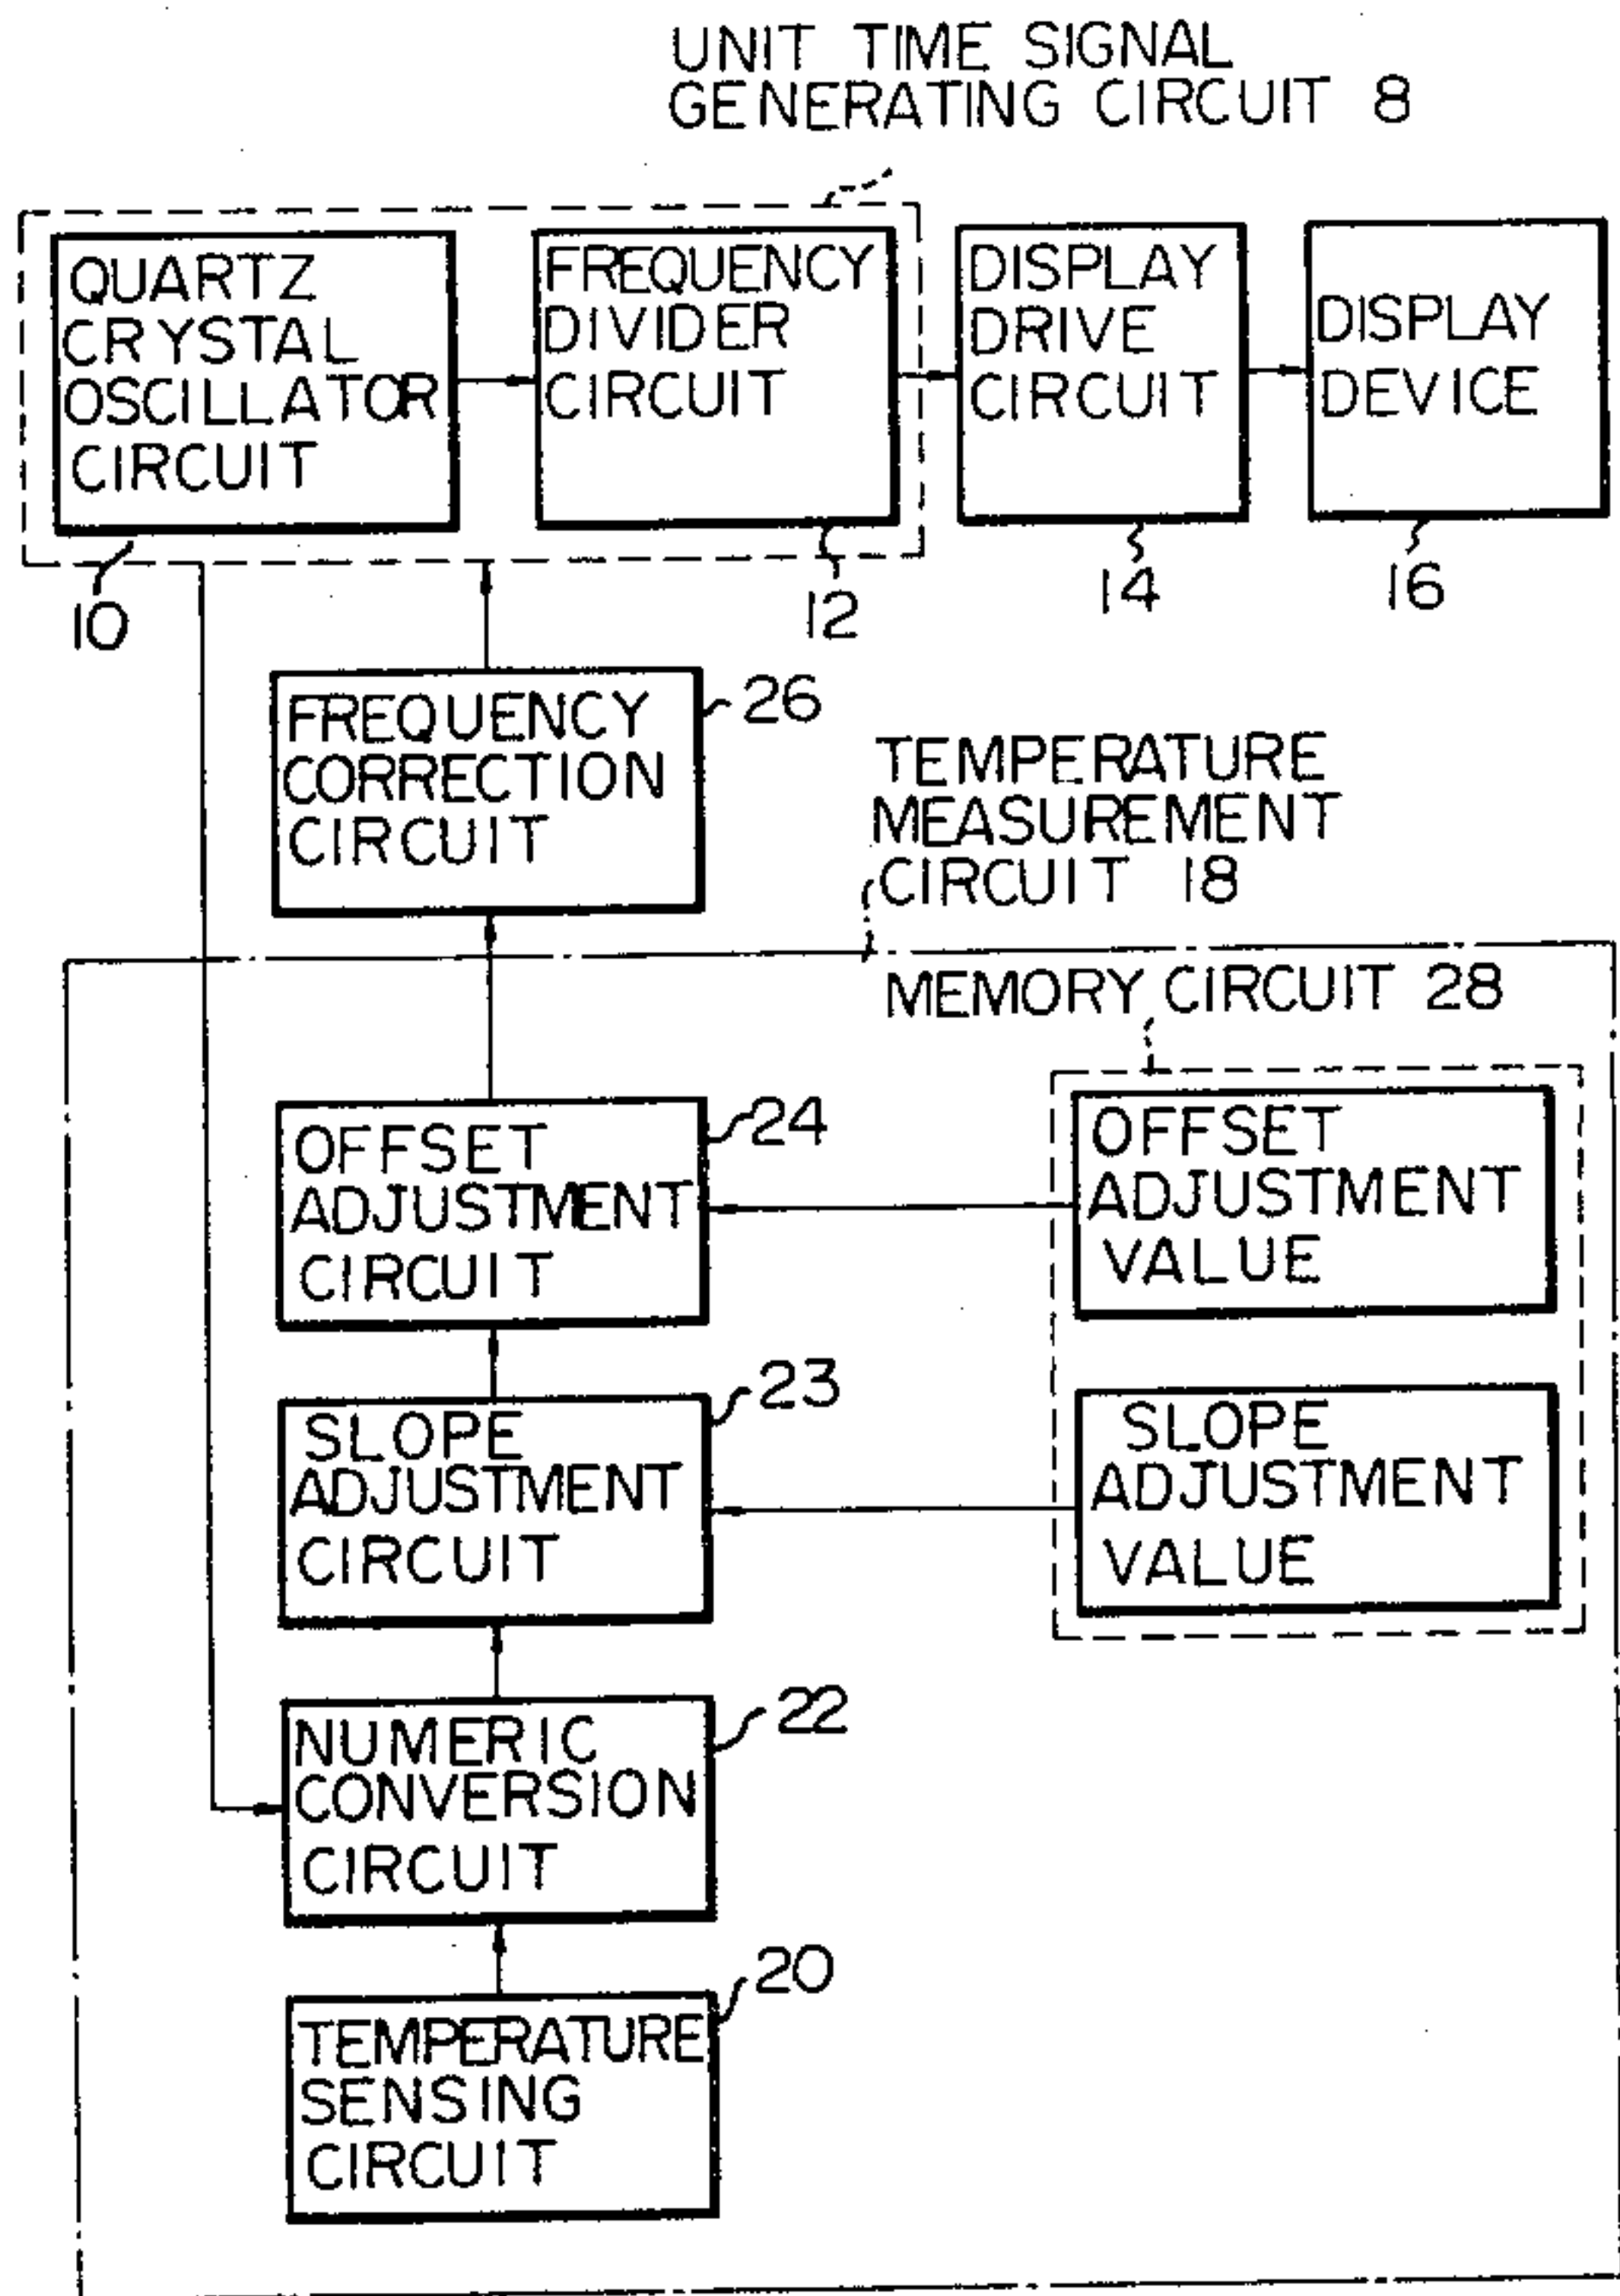 UNIT TIME SIGNAL
GENERATING CIRCUIT 8
QUARTZ
CRYSTAL
OSCILLATOR
CIRCUIT
10
FREQUENCY
DIVIDER
CIRCUIT
12
DISPLAY
DRIVE
CIRCUIT
14
DISPLAY
DEVICE
16
FREQUENCY
CORRECTION
CIRCUIT
26
TEMPERATURE
MEASUREMENT
CIRCUIT 18
MEMORY CIRCUIT 28
OFFSET
ADJUSTMENT
CIRCUIT
24
OFFSET
ADJUSTMENT
VALUE
SLOPE
ADJUSTMENT
CIRCUIT
23
SLOPE
ADJUSTMENT
VALUE
NUMERIC
CONVERSION
CIRCUIT
22
TEMPERATURE
SENSING
CIRCUIT
20